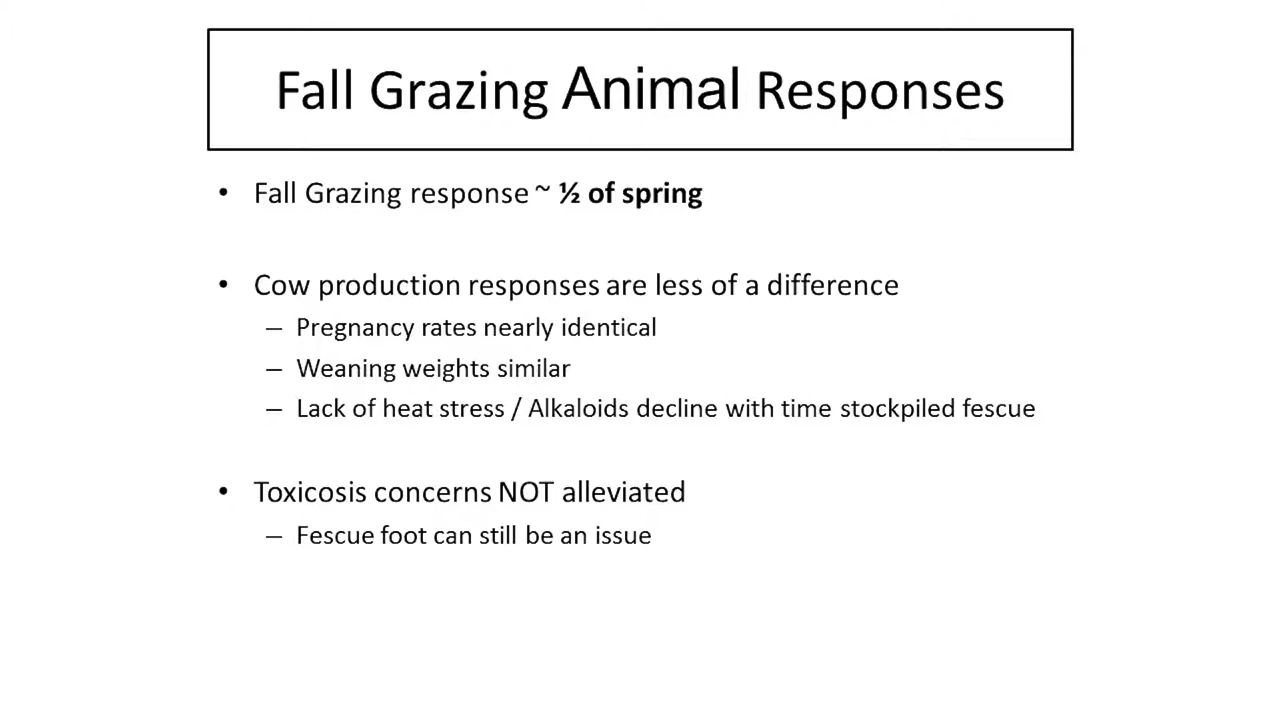 Fall Grazing Animal Responses
• Fall Grazing response ~ ½ of spring
• Cow production responses are less of a difference
– Pregnancy rates nearly identical
– Weaning weights similar
– Lack of heat stress / Alkaloids decline with time stockpiled fescue
• Toxicosis concerns NOT alleviated
– Fescue foot can still be an issue